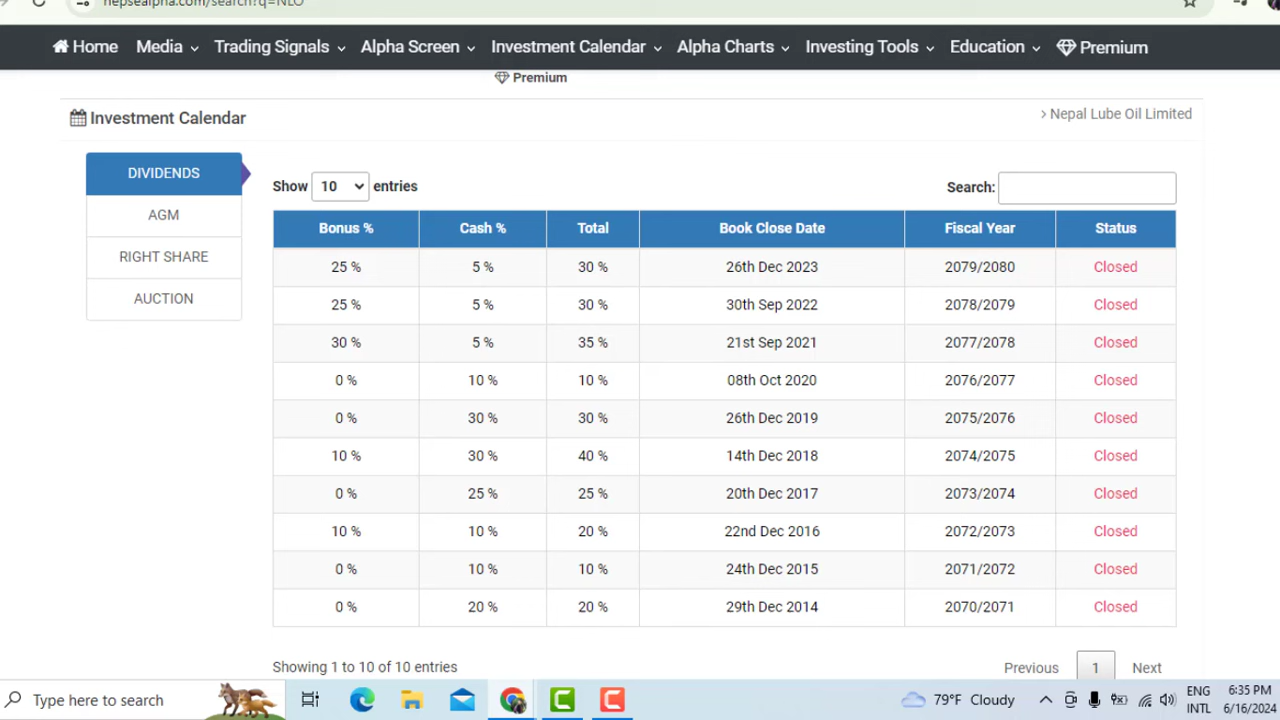 nepsealpha.com/search?q=NLO
Home Media Trading Signals Alpha Screen Investment Calendar Alpha Charts Investing Tools Education Premium
Premium
Investment Calendar
› Nepal Lube Oil Limited
DIVIDENDS
AGM
RIGHT SHARE
AUCTION
Show 10 entries
Search:
Bonus % Cash % Total Book Close Date Fiscal Year Status
25 % 5 % 30 % 26th Dec 2023 2079/2080 Closed
25 % 5 % 30 % 30th Sep 2022 2078/2079 Closed
30 % 5 % 35 % 21st Sep 2021 2077/2078 Closed
0 % 10 % 10 % 08th Oct 2020 2076/2077 Closed
0 % 30 % 30 % 26th Dec 2019 2075/2076 Closed
10 % 30 % 40 % 14th Dec 2018 2074/2075 Closed
0 % 25 % 25 % 20th Dec 2017 2073/2074 Closed
10 % 10 % 20 % 22nd Dec 2016 2072/2073 Closed
0 % 10 % 10 % 24th Dec 2015 2071/2072 Closed
0 % 20 % 20 % 29th Dec 2014 2070/2071 Closed
Showing 1 to 10 of 10 entries
Previous 1 Next
Type here to search
79°F Cloudy
ENG
INTL
6:35 PM
6/16/2024